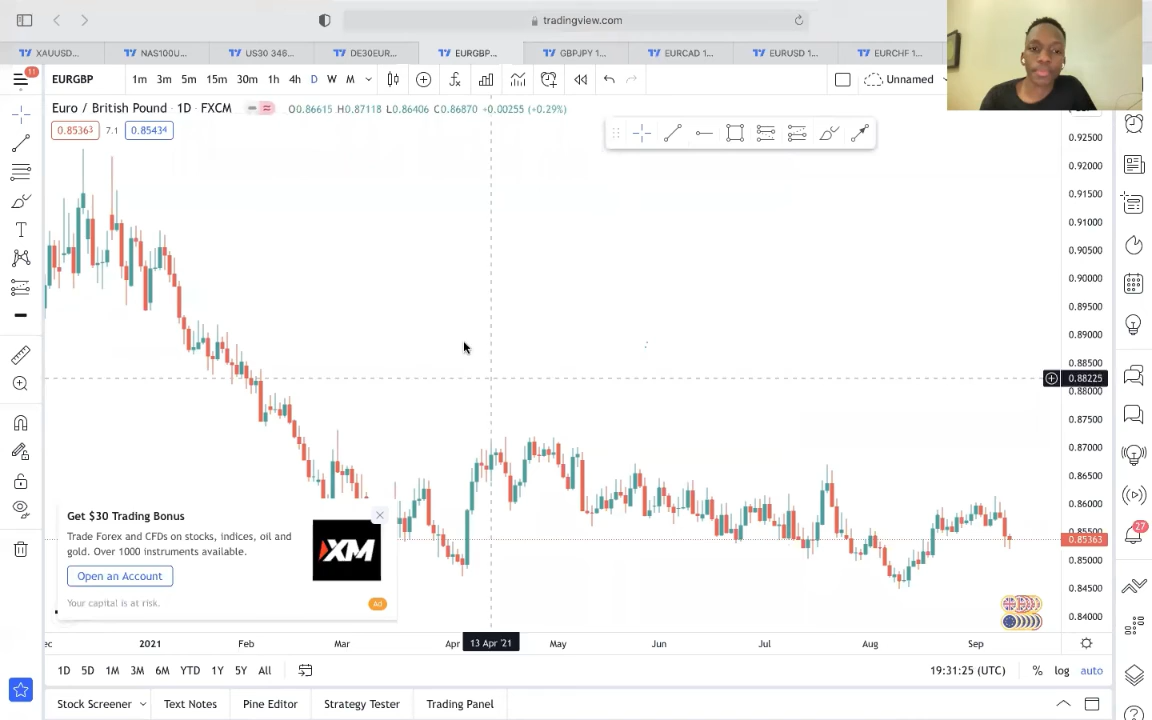 tradingview.com
XAUUSD...
NAS100U...
US30 346...
DE30EUR...
EURGBP...
GBPJPY 1...
EURCAD 1...
EURUSD 1...
EURCHF 1...
11
EURGBP
1m 3m 5m 15m 30m 1h 4h D W M
Unnamed
Euro / British Pound · 1D · FXCM
O0.86615 H0.87118 L0.86406 C0.86870 +0.00255 (+0.29%)
0.85363 7.1 0.85434
0.92500
0.92000
0.91500
0.91000
0.90500
0.90000
0.89500
0.89000
0.88500
0.88225
0.88000
0.87500
0.87000
0.86500
0.86000
0.85500
0.85363
0.85000
0.84500
0.84000
27
Get $30 Trading Bonus
Trade Forex and CFDs on stocks, indices, oil and
gold. Over 1000 instruments available.
Open an Account
Your capital is at risk.
XM
Ad
2021 Feb Mar Apr 13 Apr '21 May Jun Jul Aug Sep
1D 5D 1M 3M 6M YTD 1Y 5Y All
19:31:25 (UTC) % log auto
Stock Screener Text Notes Pine Editor Strategy Tester Trading Panel